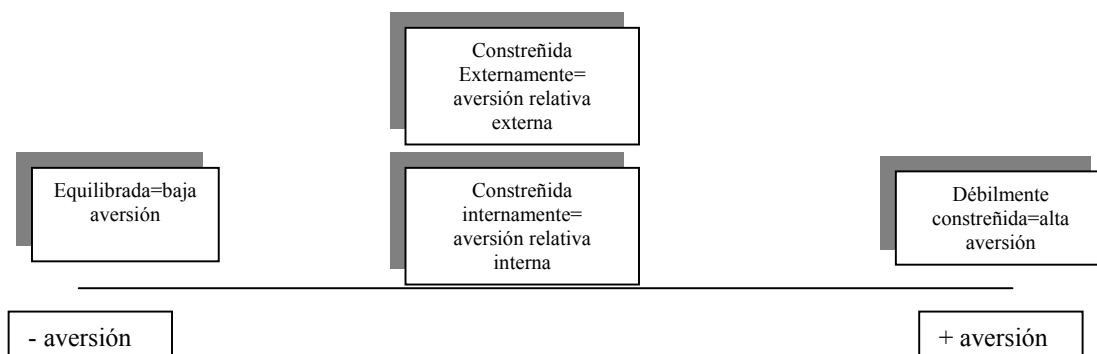 Constreñida
Externamente=
aversión relativa
externa
Equilibrada=baja
aversión
Constreñida
internamente=
aversión relativa
interna
Débilmente
constreñida=alta
aversión
- aversión
+ aversión